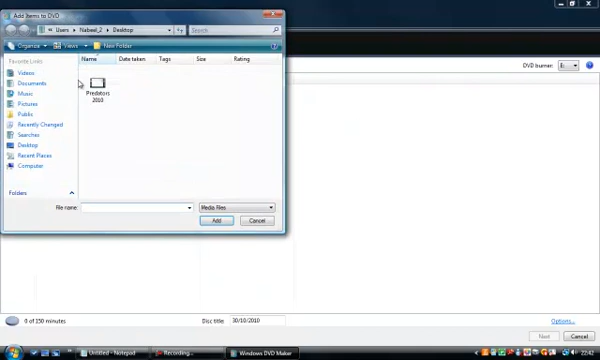 Add Items to DVD
Users ▸ Nabeel_2 ▸ Desktop
Search
Organize Views New Folder
Favorite Links
Name Date taken Tags Size Rating
Videos
Documents
Music
Pictures
Public
Recently Changed
Searches
Desktop
Recent Places
Computer
Predators
2010
Folders
File name:
Media Files
Add Cancel
DVD burner: E:
0 of 150 minutes
Disc title: 30/10/2010
Options...
Next Cancel
Untitled - Notepad
Recording...
Windows DVD Maker
22:42